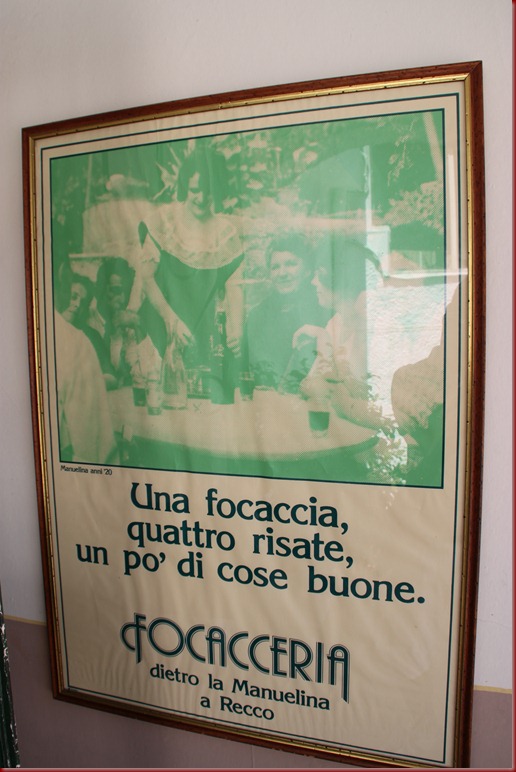 Manuelina anni '20
Una focaccia,
quattro risate,
un po' di cose buone.
FOCACCERIA
dietro la Manuelina
a Recco